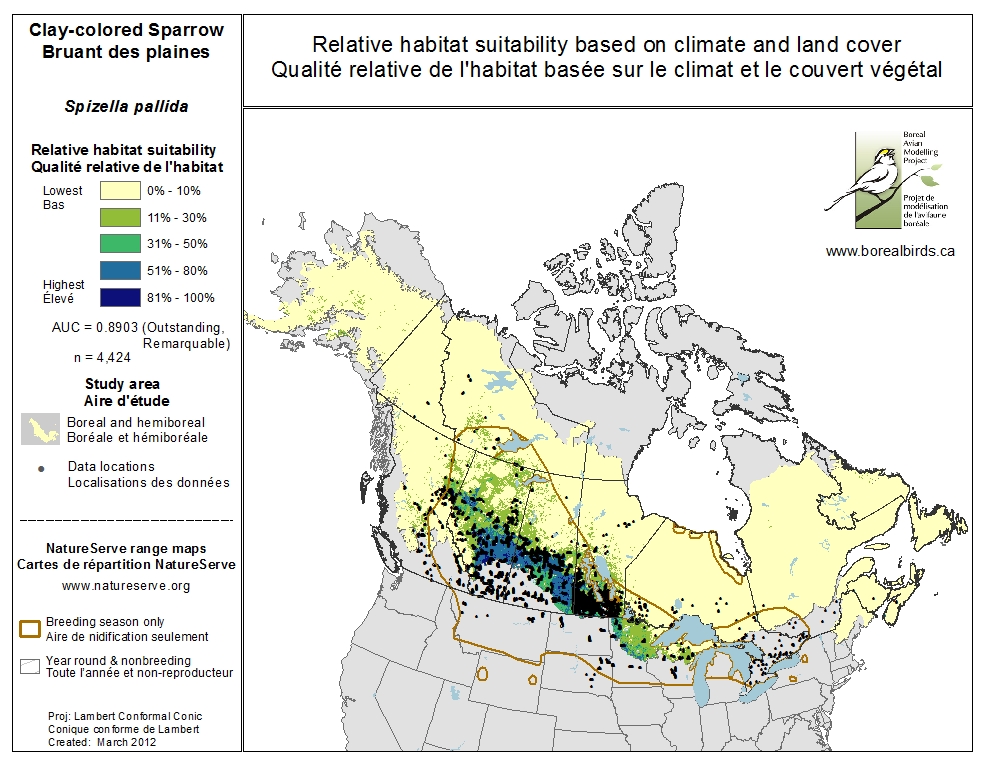 Clay-colored Sparrow
Bruant des plaines
Spizella pallida
Relative habitat suitability
Qualité relative de l'habitat
Lowest
Bas
0% - 10%
11% - 30%
31% - 50%
51% - 80%
Highest
Élevé
81% - 100%
AUC = 0.8903 (Outstanding,
Remarquable)
n = 4,424
Study area
Aire d'étude
Boreal and hemiboreal
Boréale et hémiboréale
Data locations
Localisations des données
NatureServe range maps
Cartes de répartition NatureServe
www.natureserve.org
Breeding season only
Aire de nidification seulement
Year round & nonbreeding
Toute l'année et non-reproducteur
Proj: Lambert Conformal Conic
Conique conforme de Lambert
Created: March 2012
Relative habitat suitability based on climate and land cover
Qualité relative de l'habitat basée sur le climat et le couvert végétal
Boreal
Avian
Modelling
Project
Projet de
modélisation
de l'avifaune
boréale
www.borealbirds.ca